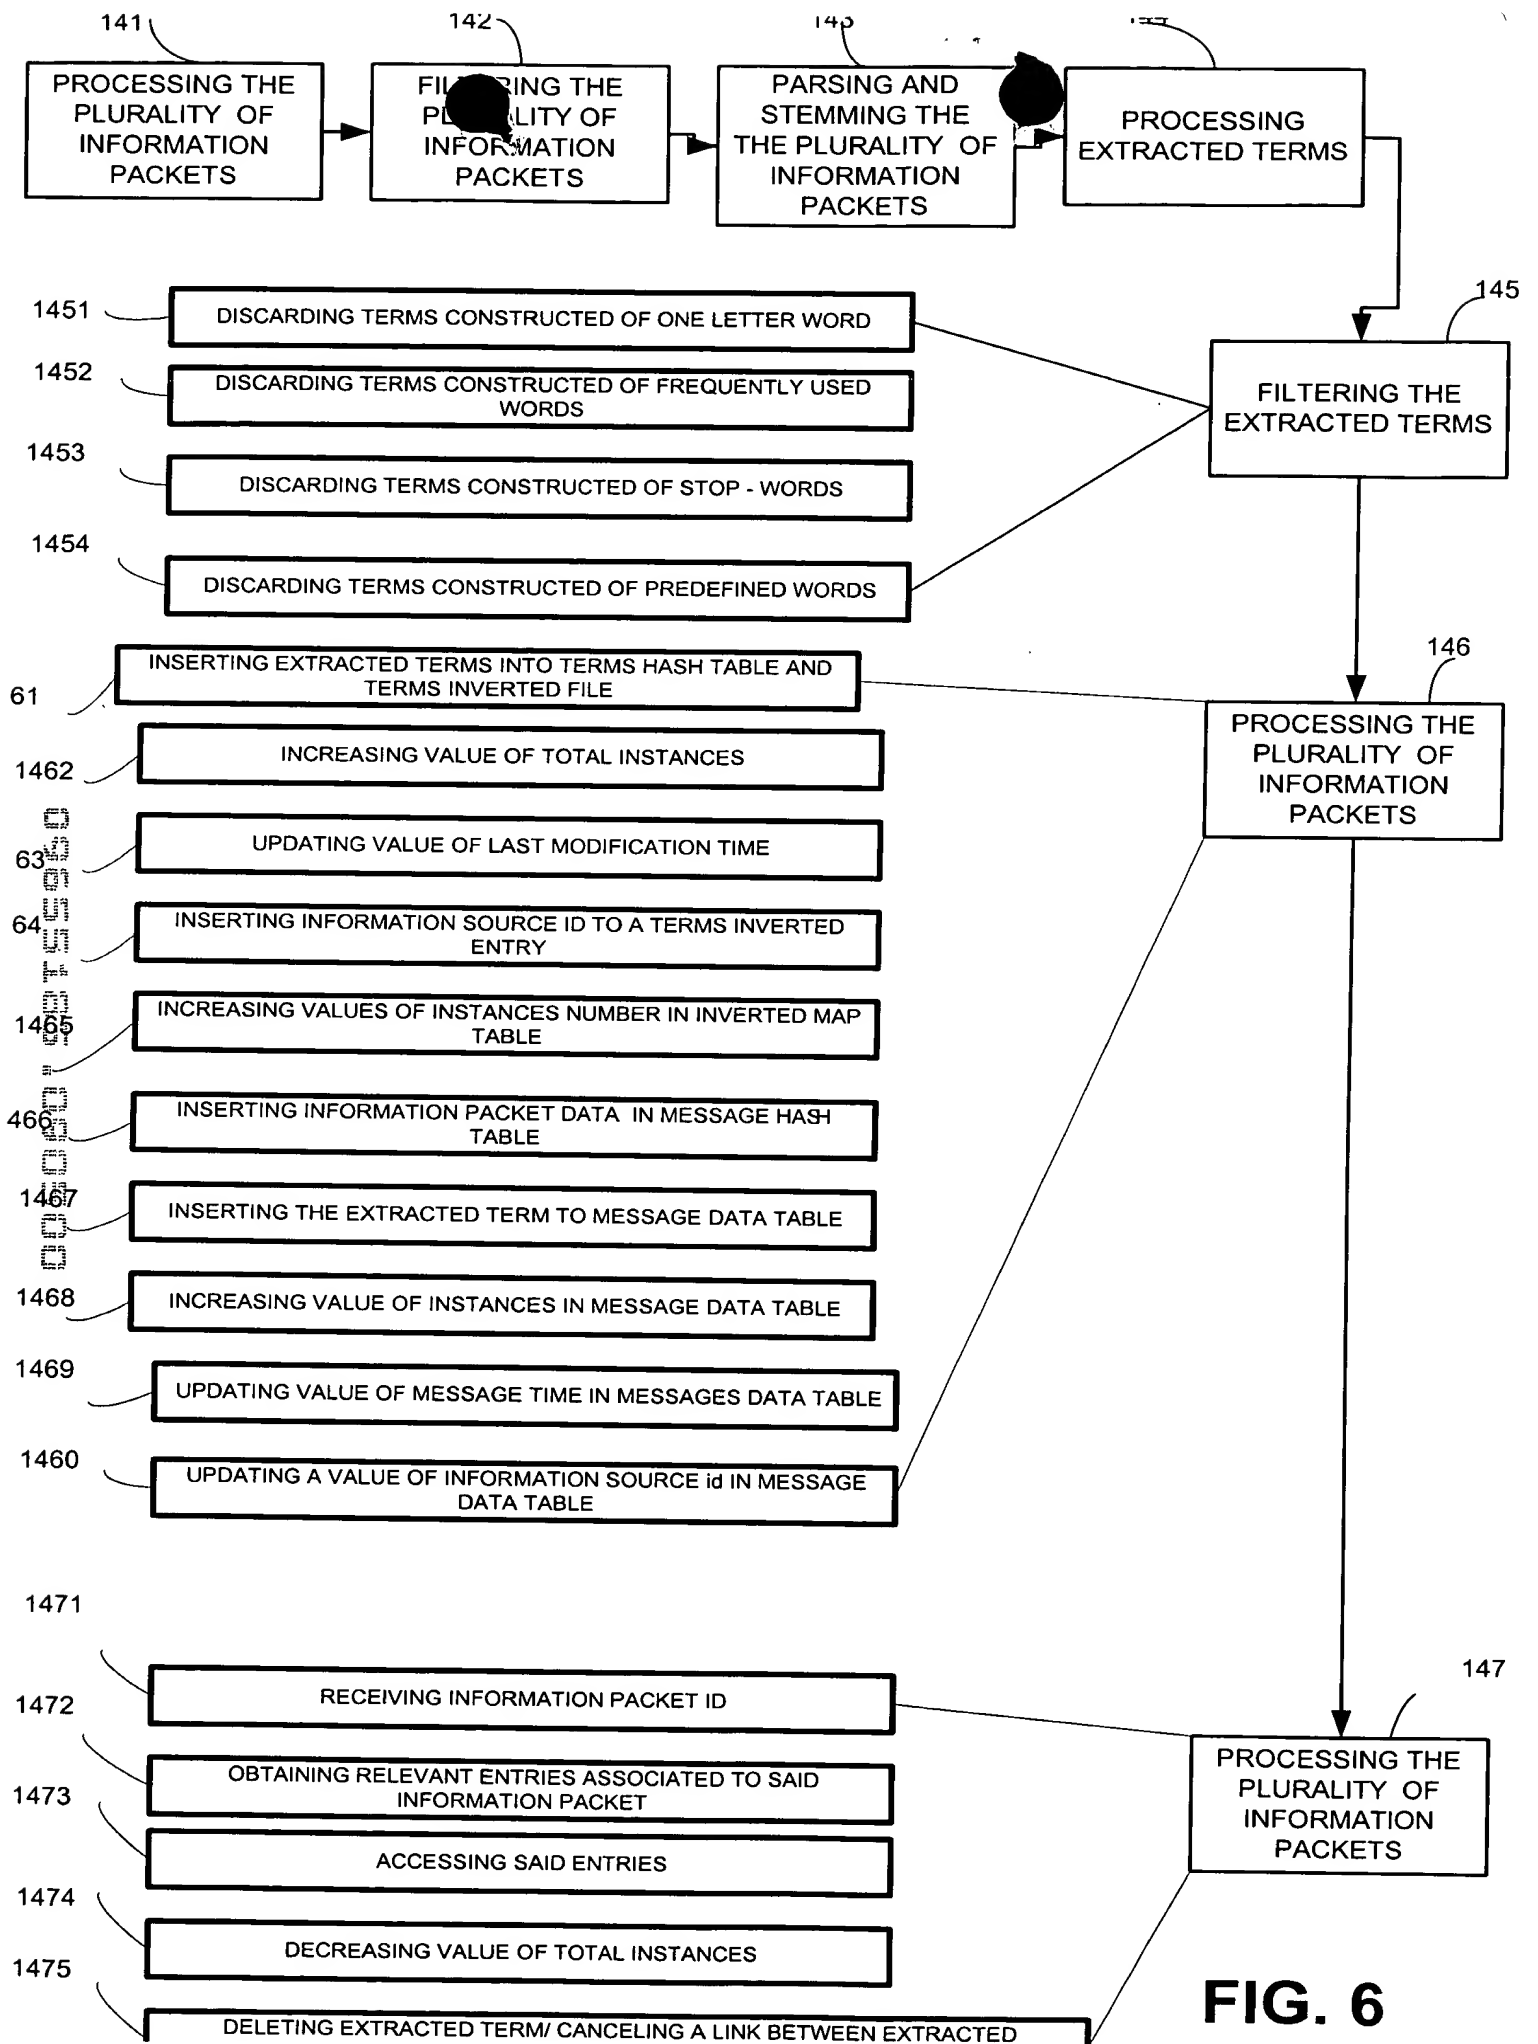 141
142
PROCESSING THE
PLURALITY OF
INFORMATION
PACKETS
THE
OF
INFORMATION
PACKETS
PARSING AND
STEMMING THE
THE PLURALITY OF
INFORMATION
PACKETS
PROCESSING
EXTRACTED TERMS
145
FILTERING THE
EXTRACTED TERMS
1451
DISCARDING TERMS CONSTRUCTED OF ONE LETTER WORD
1452
DISCARDING TERMS CONSTRUCTED OF FREQUENTLY USED
WORDS
1453
DISCARDING TERMS CONSTRUCTED OF STOP - WORDS
1454
DISCARDING TERMS CONSTRUCTED OF PREDEFINED WORDS
146
PROCESSING THE
PLURALITY OF
INFORMATION
PACKETS
61
INSERTING EXTRACTED TERMS INTO TERMS HASH TABLE AND
TERMS INVERTED FILE
1462
INCREASING VALUE OF TOTAL INSTANCES
63
UPDATING VALUE OF LAST MODIFICATION TIME
64
INSERTING INFORMATION SOURCE ID TO A TERMS INVERTED
ENTRY
1465
INCREASING VALUES OF INSTANCES NUMBER IN INVERTED MAP
TABLE
466
INSERTING INFORMATION PACKET DATA IN MESSAGE HASH
TABLE
1467
INSERTING THE EXTRACTED TERM TO MESSAGE DATA TABLE
1468
INCREASING VALUE OF INSTANCES IN MESSAGE DATA TABLE
1469
UPDATING VALUE OF MESSAGE TIME IN MESSAGES DATA TABLE
1460
UPDATING A VALUE OF INFORMATION SOURCE id IN MESSAGE
DATA TABLE
147
PROCESSING THE
PLURALITY OF
INFORMATION
PACKETS
1471
RECEIVING INFORMATION PACKET ID
1472
OBTAINING RELEVANT ENTRIES ASSOCIATED TO SAID
INFORMATION PACKET
1473
ACCESSING SAID ENTRIES
1474
DECREASING VALUE OF TOTAL INSTANCES
1475
DELETING EXTRACTED TERM/ CANCELING A LINK BETWEEN EXTRACTED
FIG. 6